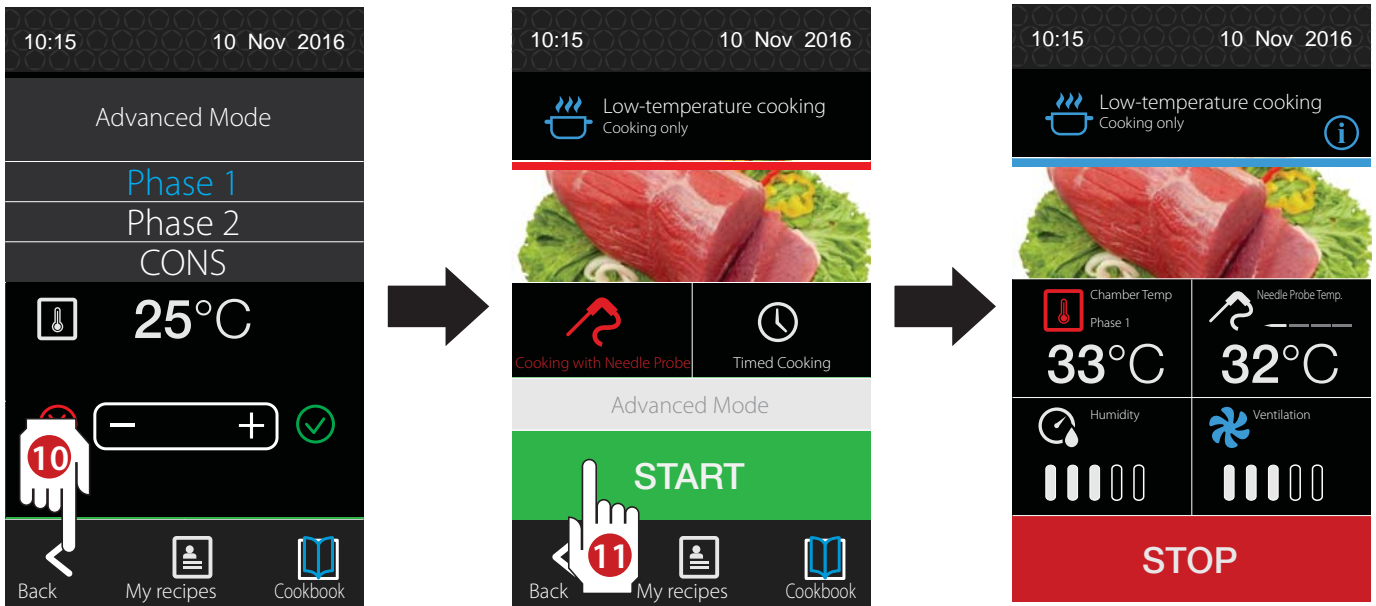 10:15 10 Nov 2016
Advanced Mode
Phase 1
Phase 2
CONS
25°C
− +
10
Back My recipes Cookbook
10:15 10 Nov 2016
Low-temperature cooking
Cooking only
Cooking with Needle Probe Timed Cooking
Advanced Mode
START
11
Back My recipes Cookbook
10:15 10 Nov 2016
Low-temperature cooking
Cooking only
i
Chamber Temp Needle Probe Temp.
Phase 1
33°C 32°C
Humidity Ventilation
STOP